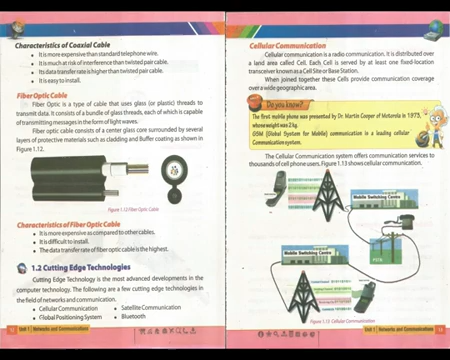 Characteristics of Coaxial Cable
• It is more expensive than standard telephone wire.
• It is much at risk of interference than twisted pair cable.
• Its data transfer rate is higher than twisted pair cable.
• It is easy to install.
Fiber Optic Cable
Fiber Optic is a type of cable that uses glass (or plastic) threads to
transmit data. It consists of a bundle of glass threads, each of which is capable
of transmitting messages in the form of light waves.
Fiber optic cable consists of a center glass core surrounded by several
layers of protective materials such as cladding and Buffer coating as shown in
Figure 1.12.
Figure 1.12 Fiber Optic Cable
Characteristics of Fiber Optic Cable
• It is more expensive as compared to other cables.
• It is difficult to install.
• The data transfer rate of fiber optic cable is the highest.
1.2 Cutting Edge Technologies
Cutting Edge Technology is the most advanced developments in the
computer technology. The following are a few cutting edge technologies in
the field of networks and communication.
• Cellular Communication • Satellite Communication
• Global Positioning System • Bluetooth
Unit 1 Networks and Communications
Cellular Communication
Cellular communication is a radio communication. It is distributed over
a land area called Cell. Each Cell is served by at least one fixed-location
transceiver known as a Cell Site or Base Station.
When joined together these Cells provide communication coverage
over a wide geographic area.
Do you know?
The first mobile phone was presented by Dr. Martin Cooper of Motorola in 1973,
whose weight was 2 kg.
GSM (Global System for Mobile) communication is a leading cellular
Communication system.
The Cellular Communication system offers communication services to
thousands of cell phone users. Figure 1.13 shows cellular communication.
Mobile Switching Centre
Mobile Switching Centre
Figure 1.13 Cellular Communication
Unit 1 Networks and Communications